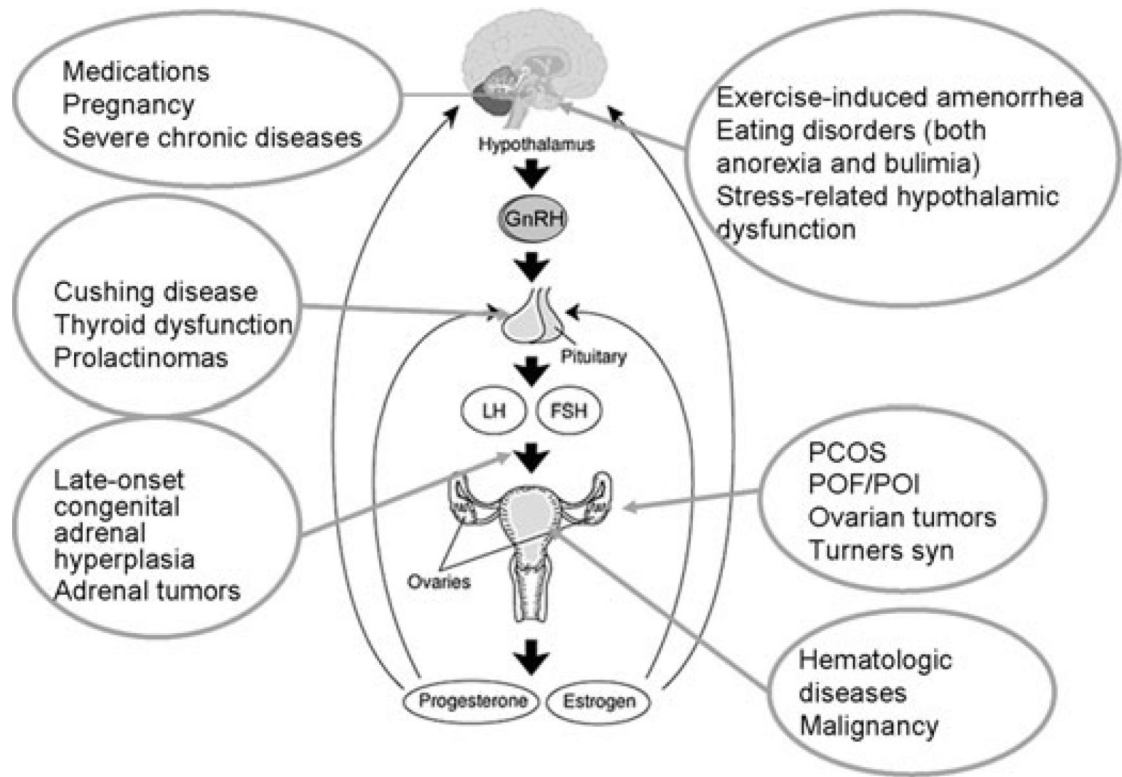 Medications
Pregnancy
Severe chronic diseases
Exercise-induced amenorrhea
Eating disorders (both
anorexia and bulimia)
Stress-related hypothalamic
dysfunction
Hypothalamus
GnRH
Cushing disease
Thyroid dysfunction
Prolactinomas
Pituitary
LH
FSH
Late-onset
congenital
adrenal
hyperplasia
Adrenal tumors
PCOS
POF/POI
Ovarian tumors
Turners syn
Ovaries
Hematologic
diseases
Malignancy
Progesterone
Estrogen